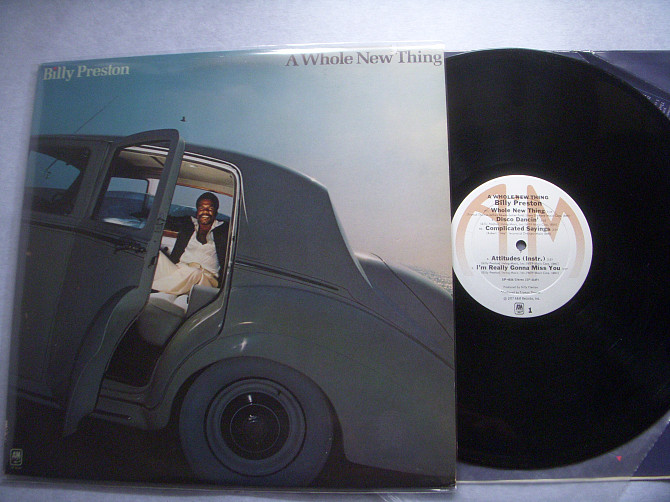 Billy Preston
A Whole New Thing
A WHOLE NEW THING
Billy Preston
Whole New Thing
Disco Dancin'
Complicated Sayings
Attitudes (Instr.)
I'm Really Gonna Miss You
1